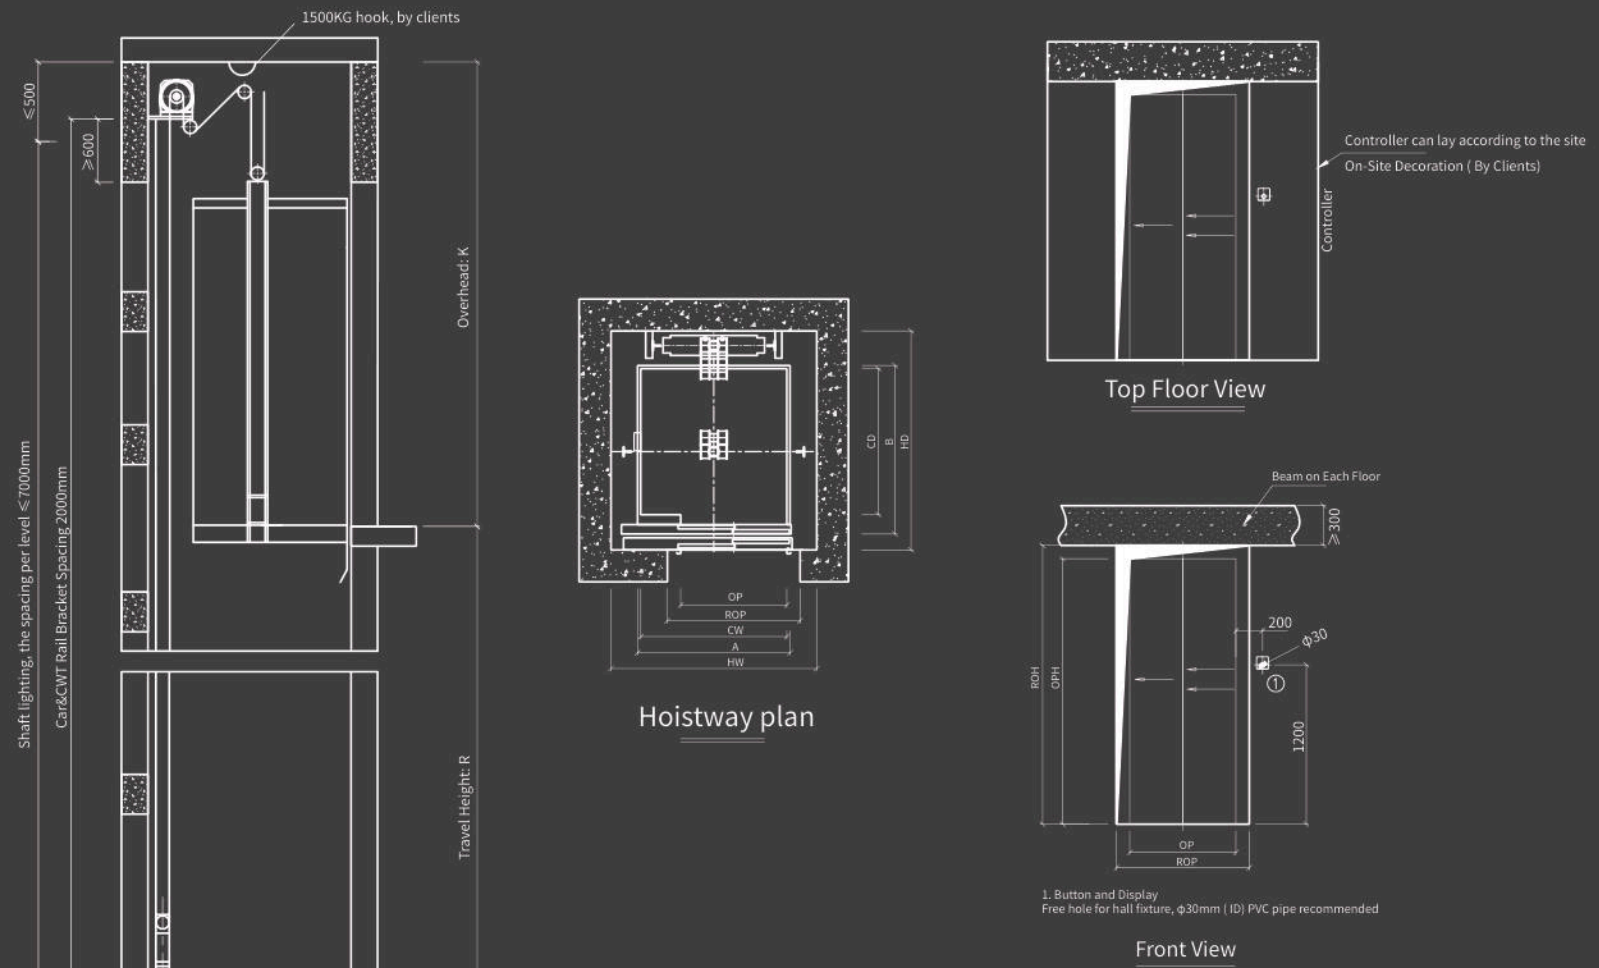 1500KG hook, by clients
≤500
≥600
Overhead: K
Shaft lighting, the spacing per level ≤7000mm
Car&CWT Rail Bracket Spacing 2000mm
Travel Height: R
CD
B
HD
OP
ROP
CW
A
HW
Hoistway plan
Controller can lay according to the site
On-Site Decoration ( By Clients)
Controller
Top Floor View
Beam on Each Floor
≥300
200
ф30
1
ROH
OPH
1200
OP
ROP
1. Button and Display
Free hole for hall fixture, ф30mm ( ID) PVC pipe recommended
Front View